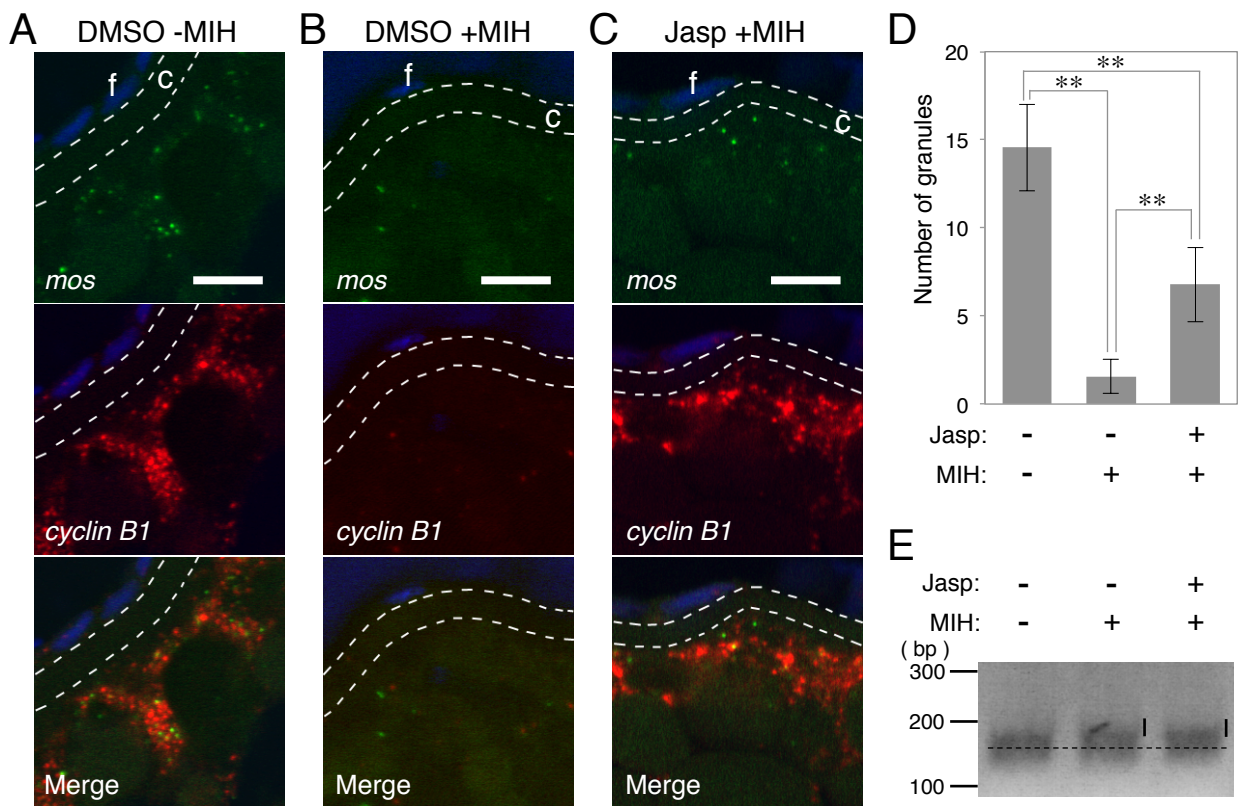 A DMSO -MIH
f
c
mos
cyclin B1
Merge
B DMSO +MIH
f
c
mos
cyclin B1
Merge
C Jasp +MIH
f
c
mos
cyclin B1
Merge
D
Number of granules
20
15
10
5
0
**
**
**
Jasp: - - +
MIH: - + +
E
Jasp: - - +
MIH: - + +
( bp )
300
200
100